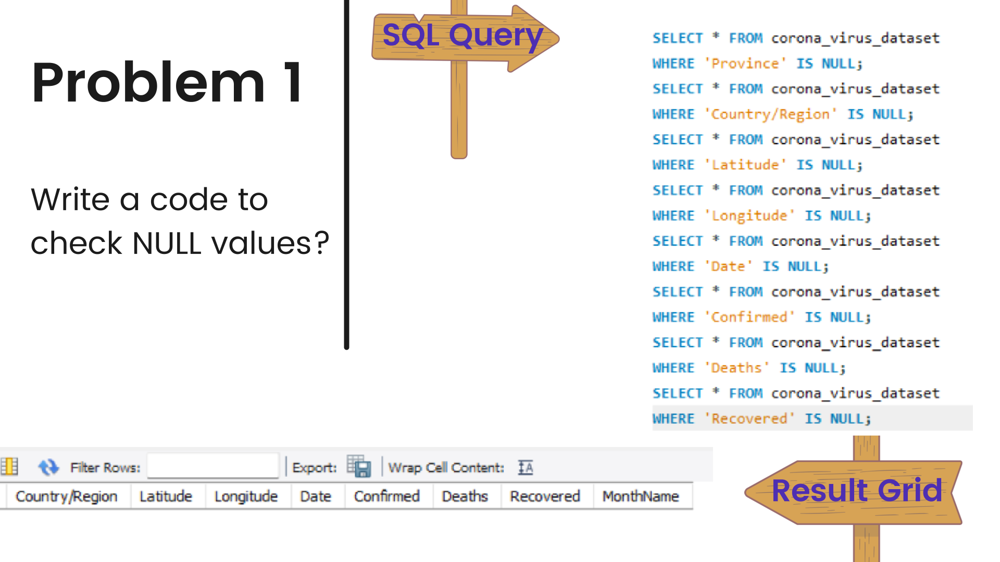 Problem 1
Write a code to
check NULL values?
SQL Query
SELECT * FROM corona_virus_dataset
WHERE 'Province' IS NULL;
SELECT * FROM corona_virus_dataset
WHERE 'Country/Region' IS NULL;
SELECT * FROM corona_virus_dataset
WHERE 'Latitude' IS NULL;
SELECT * FROM corona_virus_dataset
WHERE 'Longitude' IS NULL;
SELECT * FROM corona_virus_dataset
WHERE 'Date' IS NULL;
SELECT * FROM corona_virus_dataset
WHERE 'Confirmed' IS NULL;
SELECT * FROM corona_virus_dataset
WHERE 'Deaths' IS NULL;
SELECT * FROM corona_virus_dataset
WHERE 'Recovered' IS NULL;
Filter Rows: Export: Wrap Cell Content:
Country/Region Latitude Longitude Date Confirmed Deaths Recovered MonthName
Result Grid